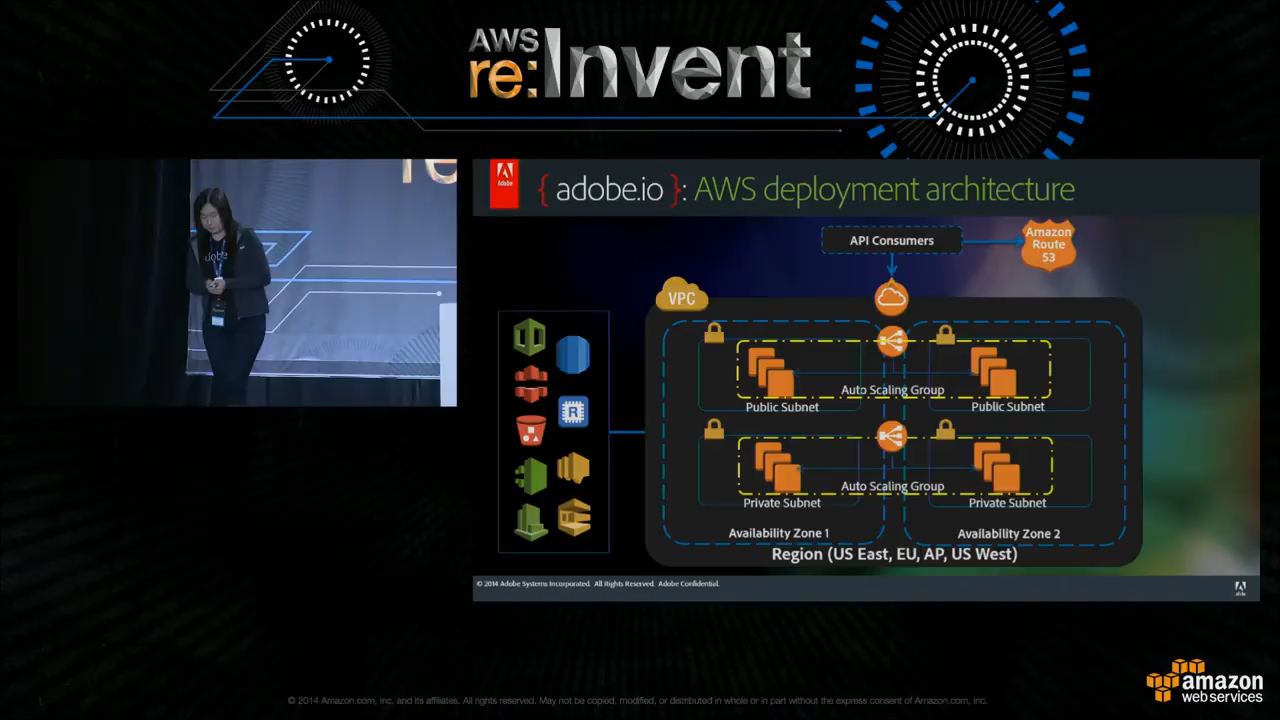 AWS
re:Invent
Adobe
{ adobe.io }: AWS deployment architecture
API Consumers
Amazon
Route
53
VPC
Auto Scaling Group
Public Subnet
Public Subnet
R
Auto Scaling Group
Private Subnet
Private Subnet
Availability Zone 1
Availability Zone 2
Region (US East, EU, AP, US West)
© 2014 Adobe Systems Incorporated. All Rights Reserved. Adobe Confidential.
amazon
web services
© 2014 Amazon.com, Inc. and its affiliates. All rights reserved. May not be copied, modified, or distributed in whole or in part without the express consent of Amazon.com, Inc.